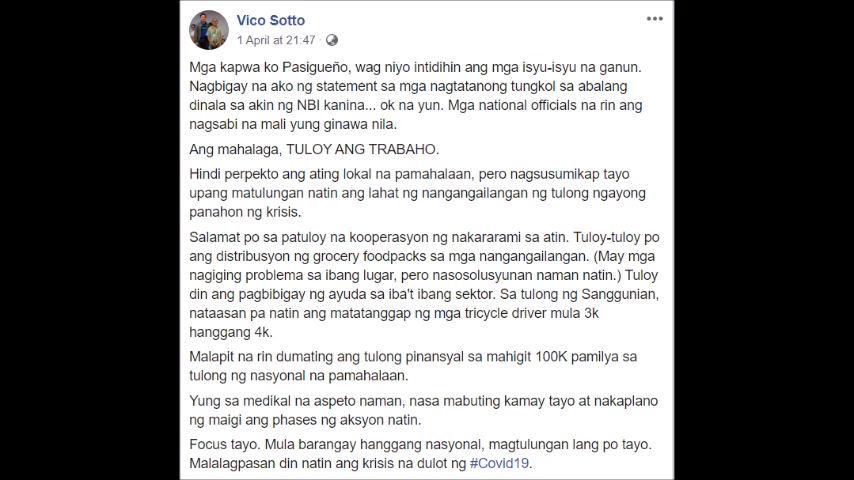 Vico Sotto
1 April at 21:47 ·
Mga kapwa ko Pasigueño, wag niyo intidihin ang mga isyu-isyu na ganun.
Nagbigay na ako ng statement sa mga nagtatanong tungkol sa abalang
dinala sa akin ng NBI kanina... ok na yun. Mga national officials na rin ang
nagsabi na mali yung ginawa nila.
Ang mahalaga, TULOY ANG TRABAHO.
Hindi perpekto ang ating lokal na pamahalaan, pero nagsusumikap tayo
upang matulungan natin ang lahat ng nangangailangan ng tulong ngayong
panahon ng krisis.
Salamat po sa patuloy na kooperasyon ng nakararami sa atin. Tuloy-tuloy po
ang distribusyon ng grocery foodpacks sa mga nangangailangan. (May mga
nagiging problema sa ibang lugar, pero nasosolusyunan naman natin.) Tuloy
din ang pagbibigay ng ayuda sa iba't ibang sektor. Sa tulong ng Sanggunian,
nataasan pa natin ang matatanggap ng mga tricycle driver mula 3k
hanggang 4k.
Malapit na rin dumating ang tulong pinansyal sa mahigit 100K pamilya sa
tulong ng nasyonal na pamahalaan.
Yung sa medikal na aspeto naman, nasa mabuting kamay tayo at nakaplano
ng maigi ang phases ng aksyon natin.
Focus tayo. Mula barangay hanggang nasyonal, magtulungan lang po tayo.
Malalagpasan din natin ang krisis na dulot ng #Covid19.